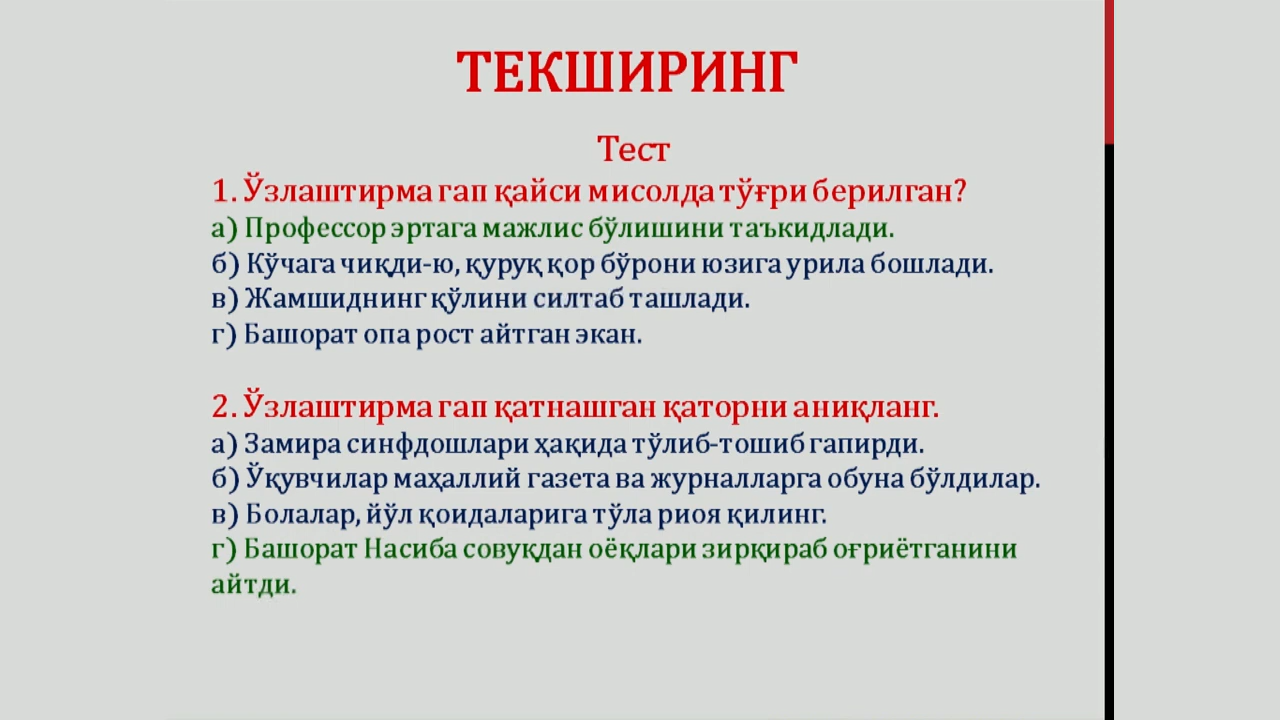 ТЕКШИРИНГ
Тест
1. Ўзлаштирма гап қайси мисолда тўғри берилган?
а) Профессор эртага мажлис бўлишини таъкидлади.
б) Кўчага чиқди-ю, қуруқ қор бўрони юзига урила бошлади.
в) Жамшиднинг қўлини силтаб ташлади.
г) Башорат опа рост айтган экан.
2. Ўзлаштирма гап қатнашган қаторни аниқланг.
а) Замира синфдошлари ҳақида тўлиб-тошиб гапирди.
б) Ўқувчилар маҳаллий газета ва журналларга обуна бўлдилар.
в) Болалар, йўл қоидаларига тўла риоя қилинг.
г) Башорат Насиба совуқдан оёқлари зирқираб оғриётганини
айтди.